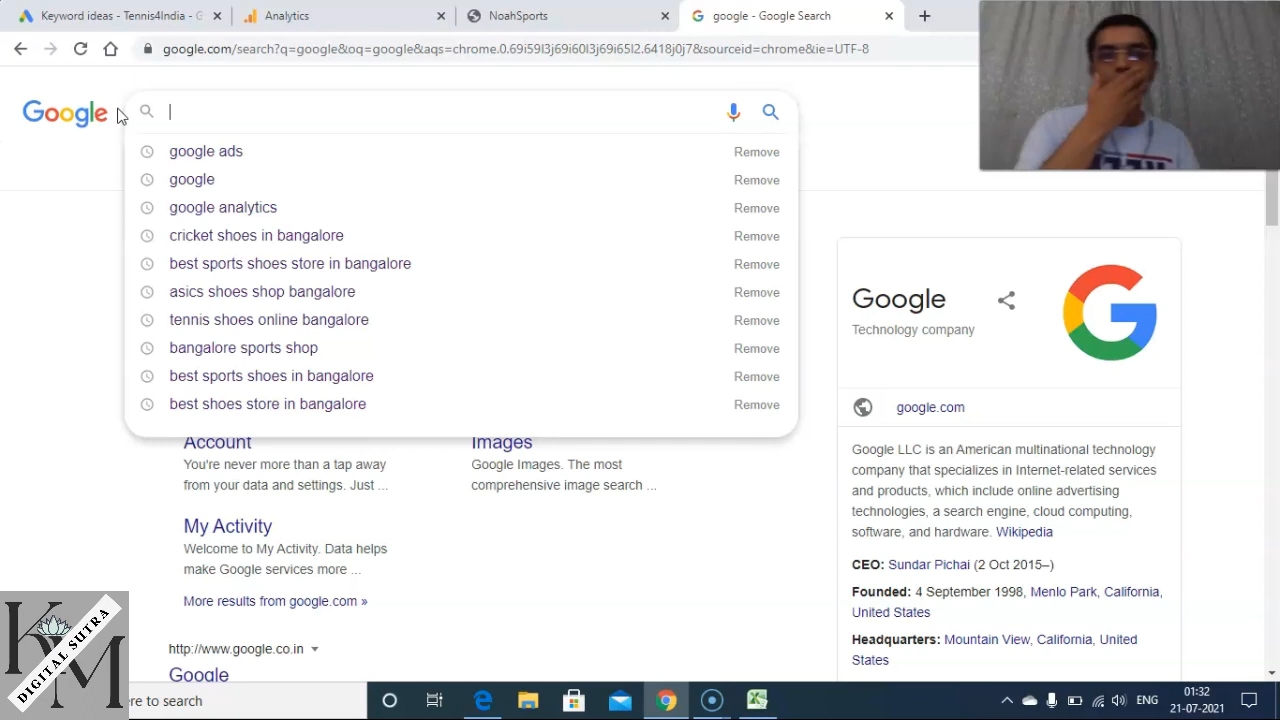 Keyword ideas - Tennis4India - G
Analytics
NoahSports
google - Google Search
google.com/search?q=google&oq=google&aqs=chrome.0.69i59l3j69i60l3j69i65l2.6418j0j7&sourceid=chrome&ie=UTF-8
Google
google ads Remove
google Remove
google analytics Remove
cricket shoes in bangalore Remove
best sports shoes store in bangalore Remove
asics shoes shop bangalore Remove
tennis shoes online bangalore Remove
bangalore sports shop Remove
best sports shoes in bangalore Remove
best shoes store in bangalore Remove
Account
You're never more than a tap away
from your data and settings. Just ...
Images
Google Images. The most
comprehensive image search ...
My Activity
Welcome to My Activity. Data helps
make Google services more ...
More results from google.com »
http://www.google.co.in
Google
Google
Technology company
google.com
Google LLC is an American multinational technology
company that specializes in Internet-related services
and products, which include online advertising
technologies, a search engine, cloud computing,
software, and hardware. Wikipedia
CEO: Sundar Pichai (2 Oct 2015–)
Founded: 4 September 1998, Menlo Park, California,
United States
Headquarters: Mountain View, California, United
States
KM
DIGITAL SUTRA
ere to search
ENG
01:32
21-07-2021